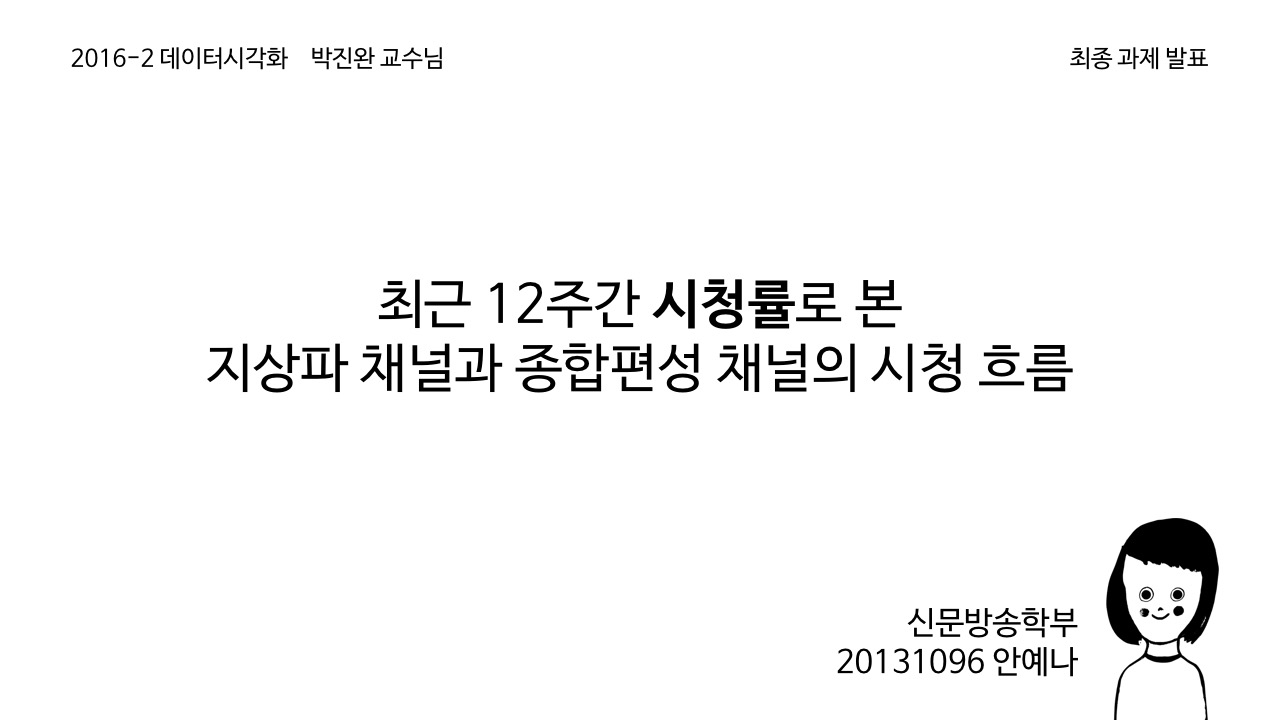 2016-2 데이터시각화 박진완 교수님
최종 과제 발표
최근 12주간 시청률로 본
지상파 채널과 종합편성 채널의 시청 흐름
신문방송학부
20131096 안예나